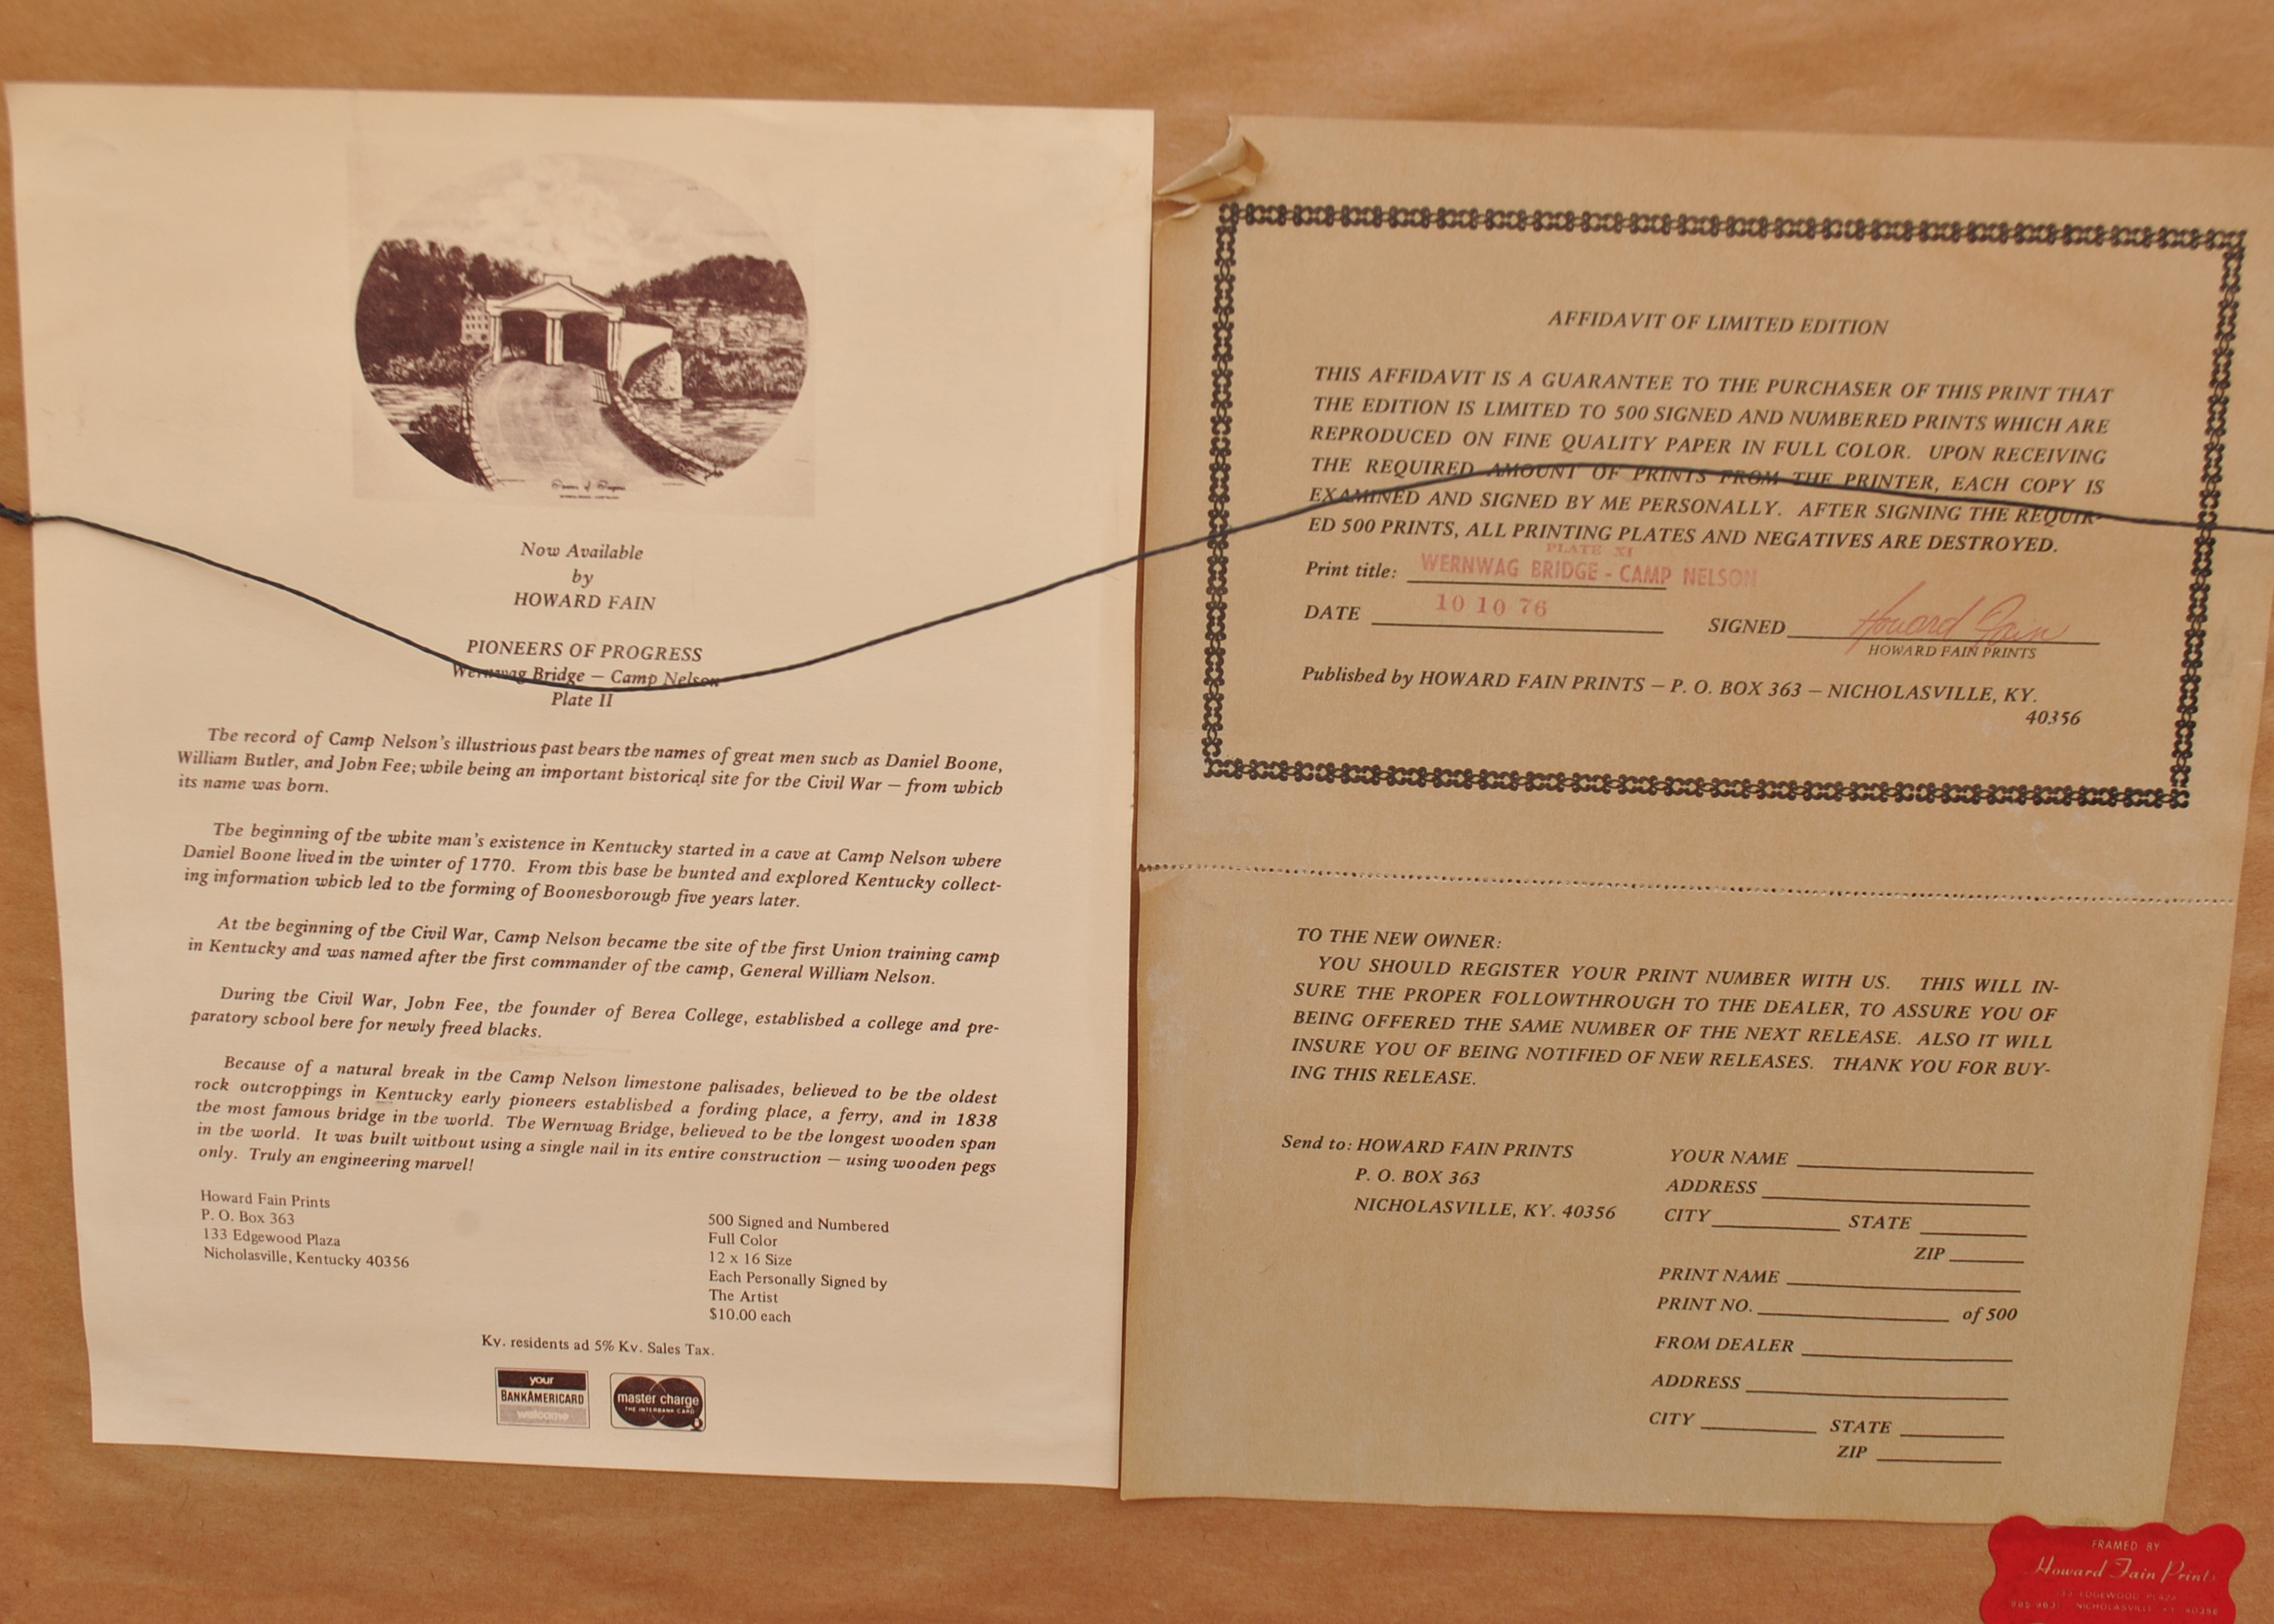 Now Available
by
HOWARD FAIN
PIONEERS OF PROGRESS
Wernwag Bridge — Camp Nelson
Plate II
The record of Camp Nelson's illustrious past bears the names of great men such as Daniel Boone,
William Butler, and John Fee; while being an important historical site for the Civil War — from which
its name was born.
The beginning of the white man's existence in Kentucky started in a cave at Camp Nelson where
Daniel Boone lived in the winter of 1770. From this base he hunted and explored Kentucky collect-
ing information which led to the forming of Boonesborough five years later.
At the beginning of the Civil War, Camp Nelson became the site of the first Union training camp
in Kentucky and was named after the first commander of the camp, General William Nelson.
During the Civil War, John Fee, the founder of Berea College, established a college and pre-
paratory school here for newly freed blacks.
Because of a natural break in the Camp Nelson limestone palisades, believed to be the oldest
rock outcroppings in Kentucky early pioneers established a fording place, a ferry, and in 1838
the most famous bridge in the world. The Wernwag Bridge, believed to be the longest wooden span
in the world. It was built without using a single nail in its entire construction — using wooden pegs
only. Truly an engineering marvel!
Howard Fain Prints
P. O. Box 363
133 Edgewood Plaza
Nicholasville, Kentucky 40356
500 Signed and Numbered
Full Color
12 x 16 Size
Each Personally Signed by
The Artist
$10.00 each
Ky. residents ad 5% Ky. Sales Tax.
your
BANKAMERICARD
welcome
master charge
THE INTERBANK CARD
AFFIDAVIT OF LIMITED EDITION
THIS AFFIDAVIT IS A GUARANTEE TO THE PURCHASER OF THIS PRINT THAT
THE EDITION IS LIMITED TO 500 SIGNED AND NUMBERED PRINTS WHICH ARE
REPRODUCED ON FINE QUALITY PAPER IN FULL COLOR. UPON RECEIVING
THE REQUIRED AMOUNT OF PRINTS FROM THE PRINTER, EACH COPY IS
EXAMINED AND SIGNED BY ME PERSONALLY. AFTER SIGNING THE REQUIR-
ED 500 PRINTS, ALL PRINTING PLATES AND NEGATIVES ARE DESTROYED.
PLATE XI
Print title: WERNWAG BRIDGE - CAMP NELSON
DATE 10 10 76 SIGNED Howard Fain
HOWARD FAIN PRINTS
Published by HOWARD FAIN PRINTS — P. O. BOX 363 — NICHOLASVILLE, KY.
40356
TO THE NEW OWNER:
YOU SHOULD REGISTER YOUR PRINT NUMBER WITH US. THIS WILL IN-
SURE THE PROPER FOLLOWTHROUGH TO THE DEALER, TO ASSURE YOU OF
BEING OFFERED THE SAME NUMBER OF THE NEXT RELEASE. ALSO IT WILL
INSURE YOU OF BEING NOTIFIED OF NEW RELEASES. THANK YOU FOR BUY-
ING THIS RELEASE.
Send to: HOWARD FAIN PRINTS
P. O. BOX 363
NICHOLASVILLE, KY. 40356
YOUR NAME
ADDRESS
CITY STATE
ZIP
PRINT NAME
PRINT NO. of 500
FROM DEALER
ADDRESS
CITY STATE
ZIP
FRAMED BY
Howard Fain Prints
133 EDGEWOOD PLAZA
NICHOLASVILLE, KY 40356